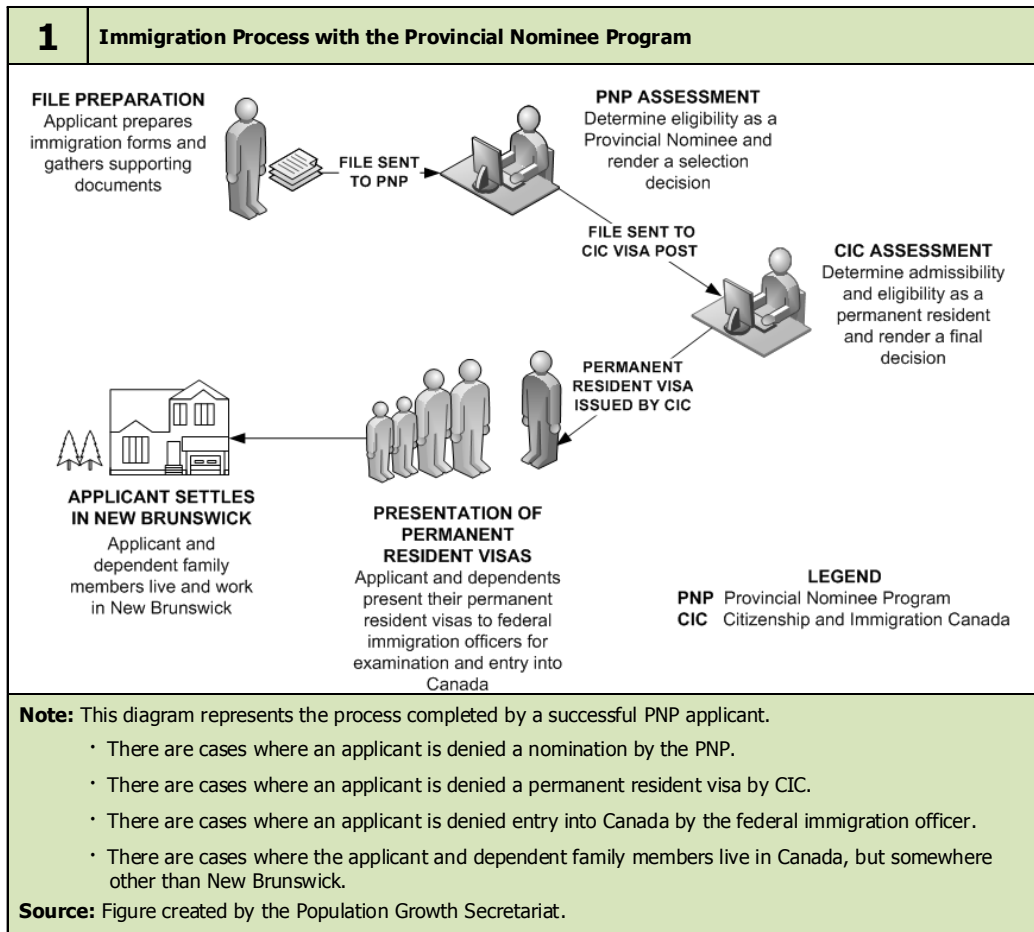 1 Immigration Process with the Provincial Nominee Program
FILE PREPARATION
Applicant prepares
immigration forms and
gathers supporting
documents
FILE SENT
TO PNP
PNP ASSESSMENT
Determine eligibility as a
Provincial Nominee and
render a selection
decision
FILE SENT TO
CIC VISA POST
CIC ASSESSMENT
Determine admissibility
and eligibility as a
permanent resident
and render a final
decision
PERMANENT
RESIDENT VISA
ISSUED BY CIC
PRESENTATION OF
PERMANENT
RESIDENT VISAS
Applicant and dependents
present their permanent
resident visas to federal
immigration officers for
examination and entry into
Canada
APPLICANT SETTLES
IN NEW BRUNSWICK
Applicant and
dependent family
members live and work
in New Brunswick
LEGEND
PNP Provincial Nominee Program
CIC Citizenship and Immigration Canada
Note: This diagram represents the process completed by a successful PNP applicant.
· There are cases where an applicant is denied a nomination by the PNP.
· There are cases where an applicant is denied a permanent resident visa by CIC.
· There are cases where an applicant is denied entry into Canada by the federal immigration officer.
· There are cases where the applicant and dependent family members live in Canada, but somewhere
other than New Brunswick.
Source: Figure created by the Population Growth Secretariat.